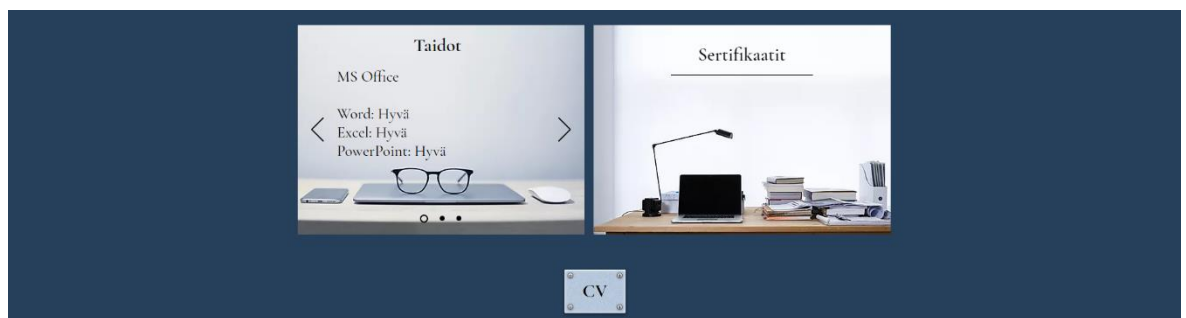 Taidot
MS Office
Word: Hyvä
Excel: Hyvä
PowerPoint: Hyvä
Sertifikaatit
CV